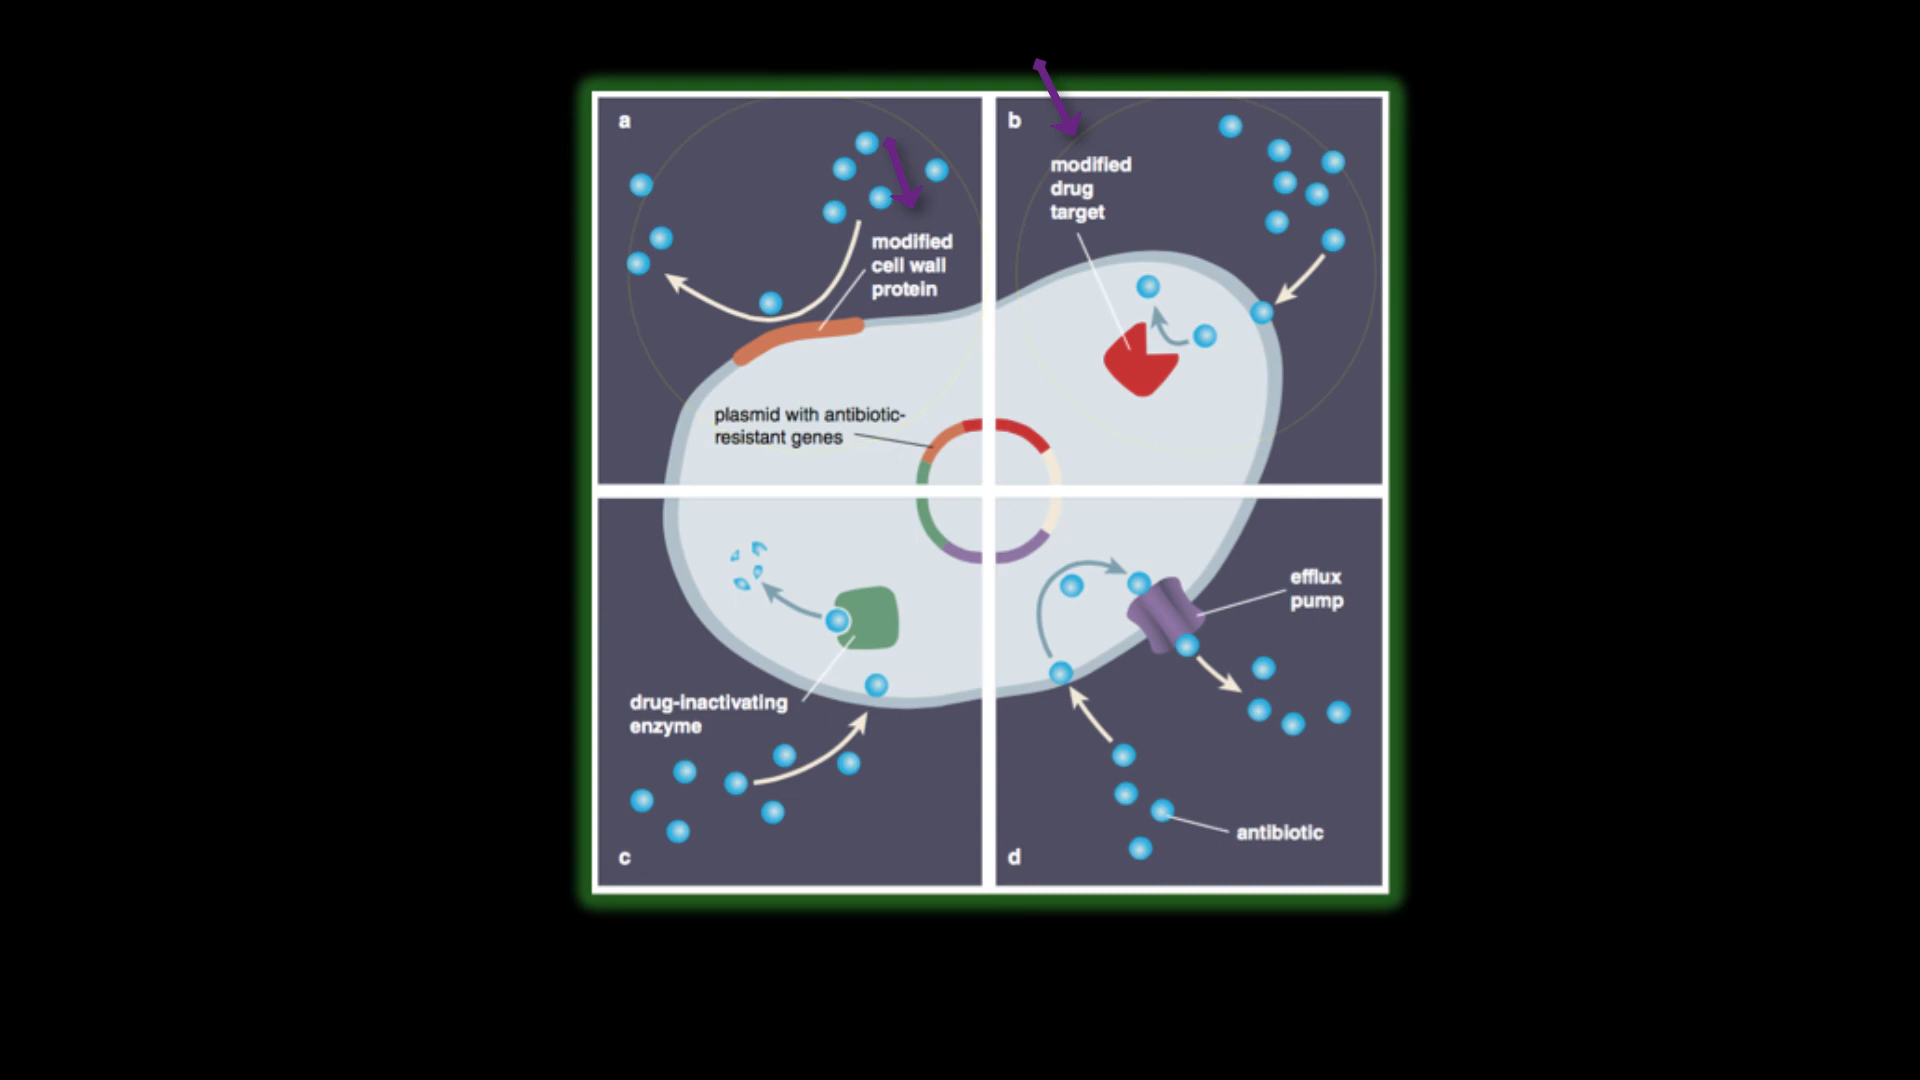 a
modified
cell wall
protein
plasmid with antibiotic-
resistant genes
b
modified
drug
target
drug-inactivating
enzyme
c
efflux
pump
antibiotic
d